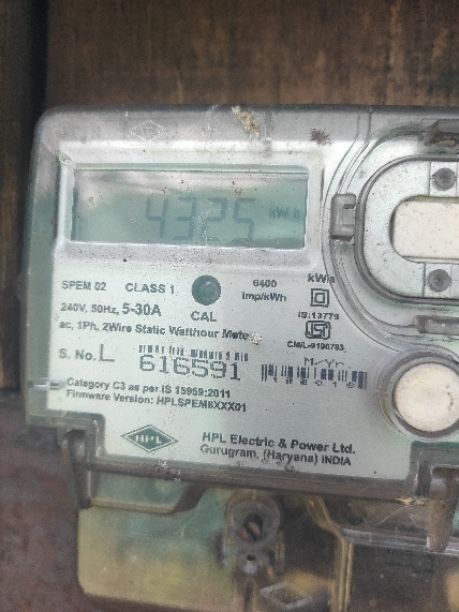 4325 kWh
SPEM 02 CLASS 1 6400 kWh
CAL Imp/kWh
240V, 50Hz, 5-30A IS:13779
ac, 1Ph, 2Wire Static Watthour Meter CM/L-9190793
S. No. L 616591 M/Yr.
Category C3 as per IS 15959:2011
Firmware Version: HPLSPEM6XXX01
HPL HPL Electric & Power Ltd.
Gurugram, (Haryana) INDIA